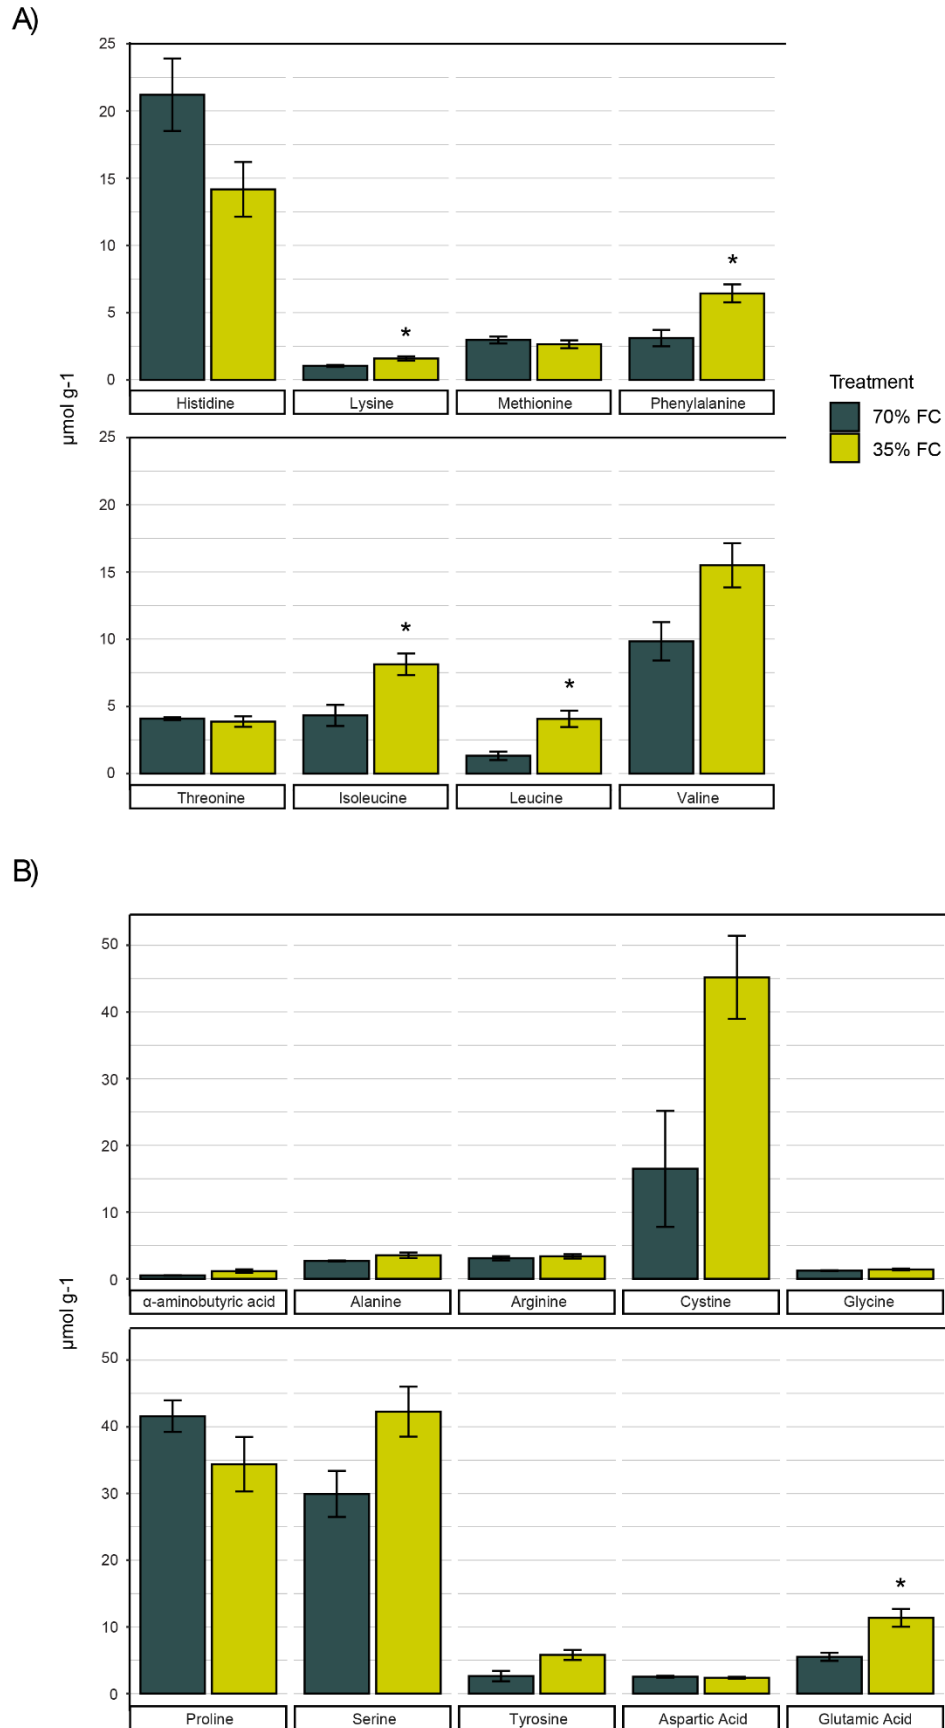 A)
25
20
15
10
5
0
*
*
Histidine Lysine Methionine Phenylalanine
µmol g-1
Treatment
70% FC
35% FC
25
20
15
10
5
0
*
*
Threonine Isoleucine Leucine Valine
B)
50
40
30
20
10
0
α-aminobutyric acid Alanine Arginine Cystine Glycine
µmol g-1
50
40
30
20
10
0
*
Proline Serine Tyrosine Aspartic Acid Glutamic Acid